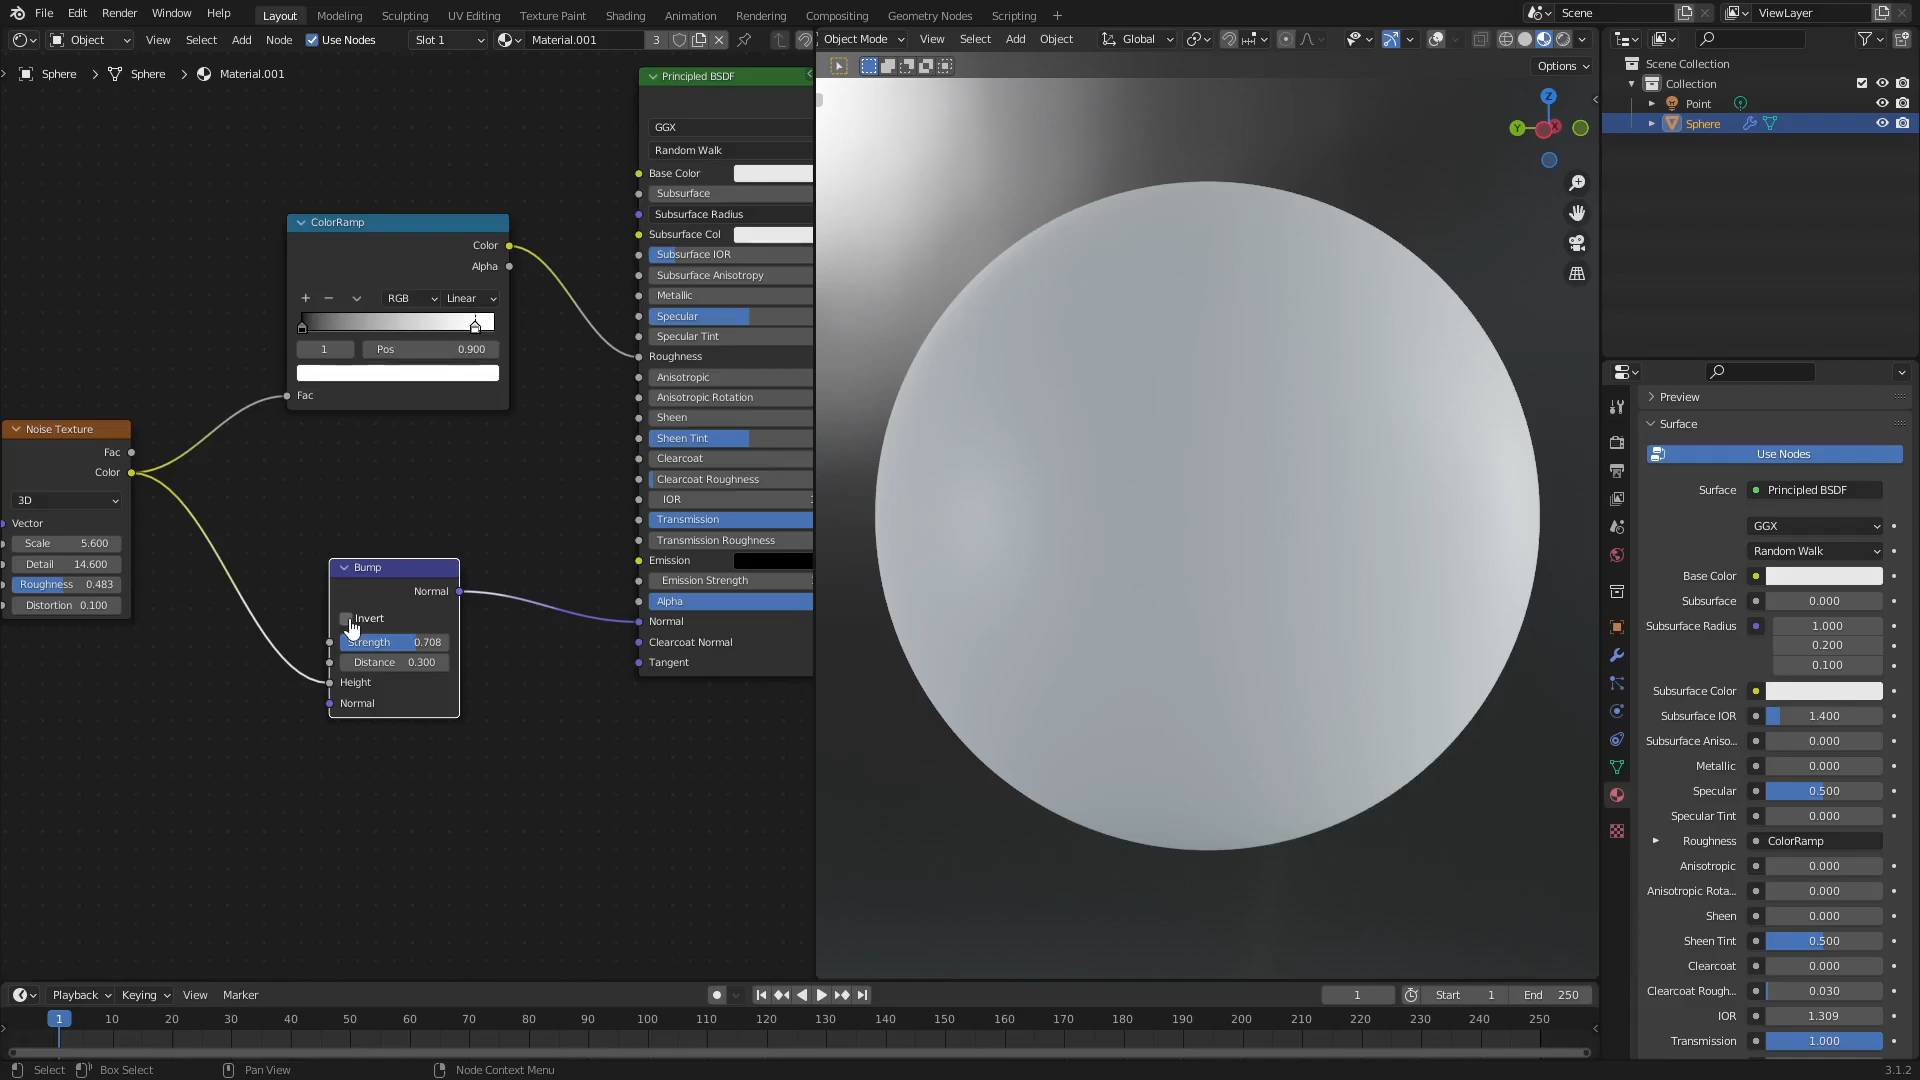 File Edit Render Window Help Layout Modeling Sculpting UV Editing Texture Paint Shading Animation Rendering Compositing Geometry Nodes Scripting + Scene ViewLayer
Object View Select Add Node Use Nodes Slot 1 Material.001 3
Object Mode View Select Add Object Global
Options
Sphere > Sphere > Material.001
Scene Collection
Collection
Point
Sphere
Z
Y
X
Principled BSDF
GGX
Random Walk
Base Color
Subsurface
Subsurface Radius
Subsurface Col
Subsurface IOR
Subsurface Anisotropy
Metallic
Specular
Specular Tint
Roughness
Anisotropic
Anisotropic Rotation
Sheen
Sheen Tint
Clearcoat
Clearcoat Roughness
IOR
Transmission
Transmission Roughness
Emission
Emission Strength
Alpha
Normal
Clearcoat Normal
Tangent
ColorRamp
Color
Alpha
+ − RGB Linear
1 Pos 0.900
Fac
Noise Texture
Fac
Color
3D
Vector
Scale 5.600
Detail 14.600
Roughness 0.483
Distortion 0.100
Bump
Normal
Invert
Strength 0.708
Distance 0.300
Height
Normal
Preview
Surface
Use Nodes
Surface Principled BSDF
GGX
Random Walk
Base Color
Subsurface 0.000
Subsurface Radius 1.000
0.200
0.100
Subsurface Color
Subsurface IOR 1.400
Subsurface Aniso... 0.000
Metallic 0.000
Specular 0.500
Specular Tint 0.000
Roughness ColorRamp
Anisotropic 0.000
Anisotropic Rota... 0.000
Sheen 0.000
Sheen Tint 0.500
Clearcoat 0.000
Clearcoat Rough... 0.030
IOR 1.309
Transmission 1.000
Playback Keying View Marker 1 Start 1 End 250
1 10 20 30 40 50 60 70 80 90 100 110 120 130 140 150 160 170 180 190 200 210 220 230 240 250
Select Box Select Pan View Node Context Menu 3.1.2